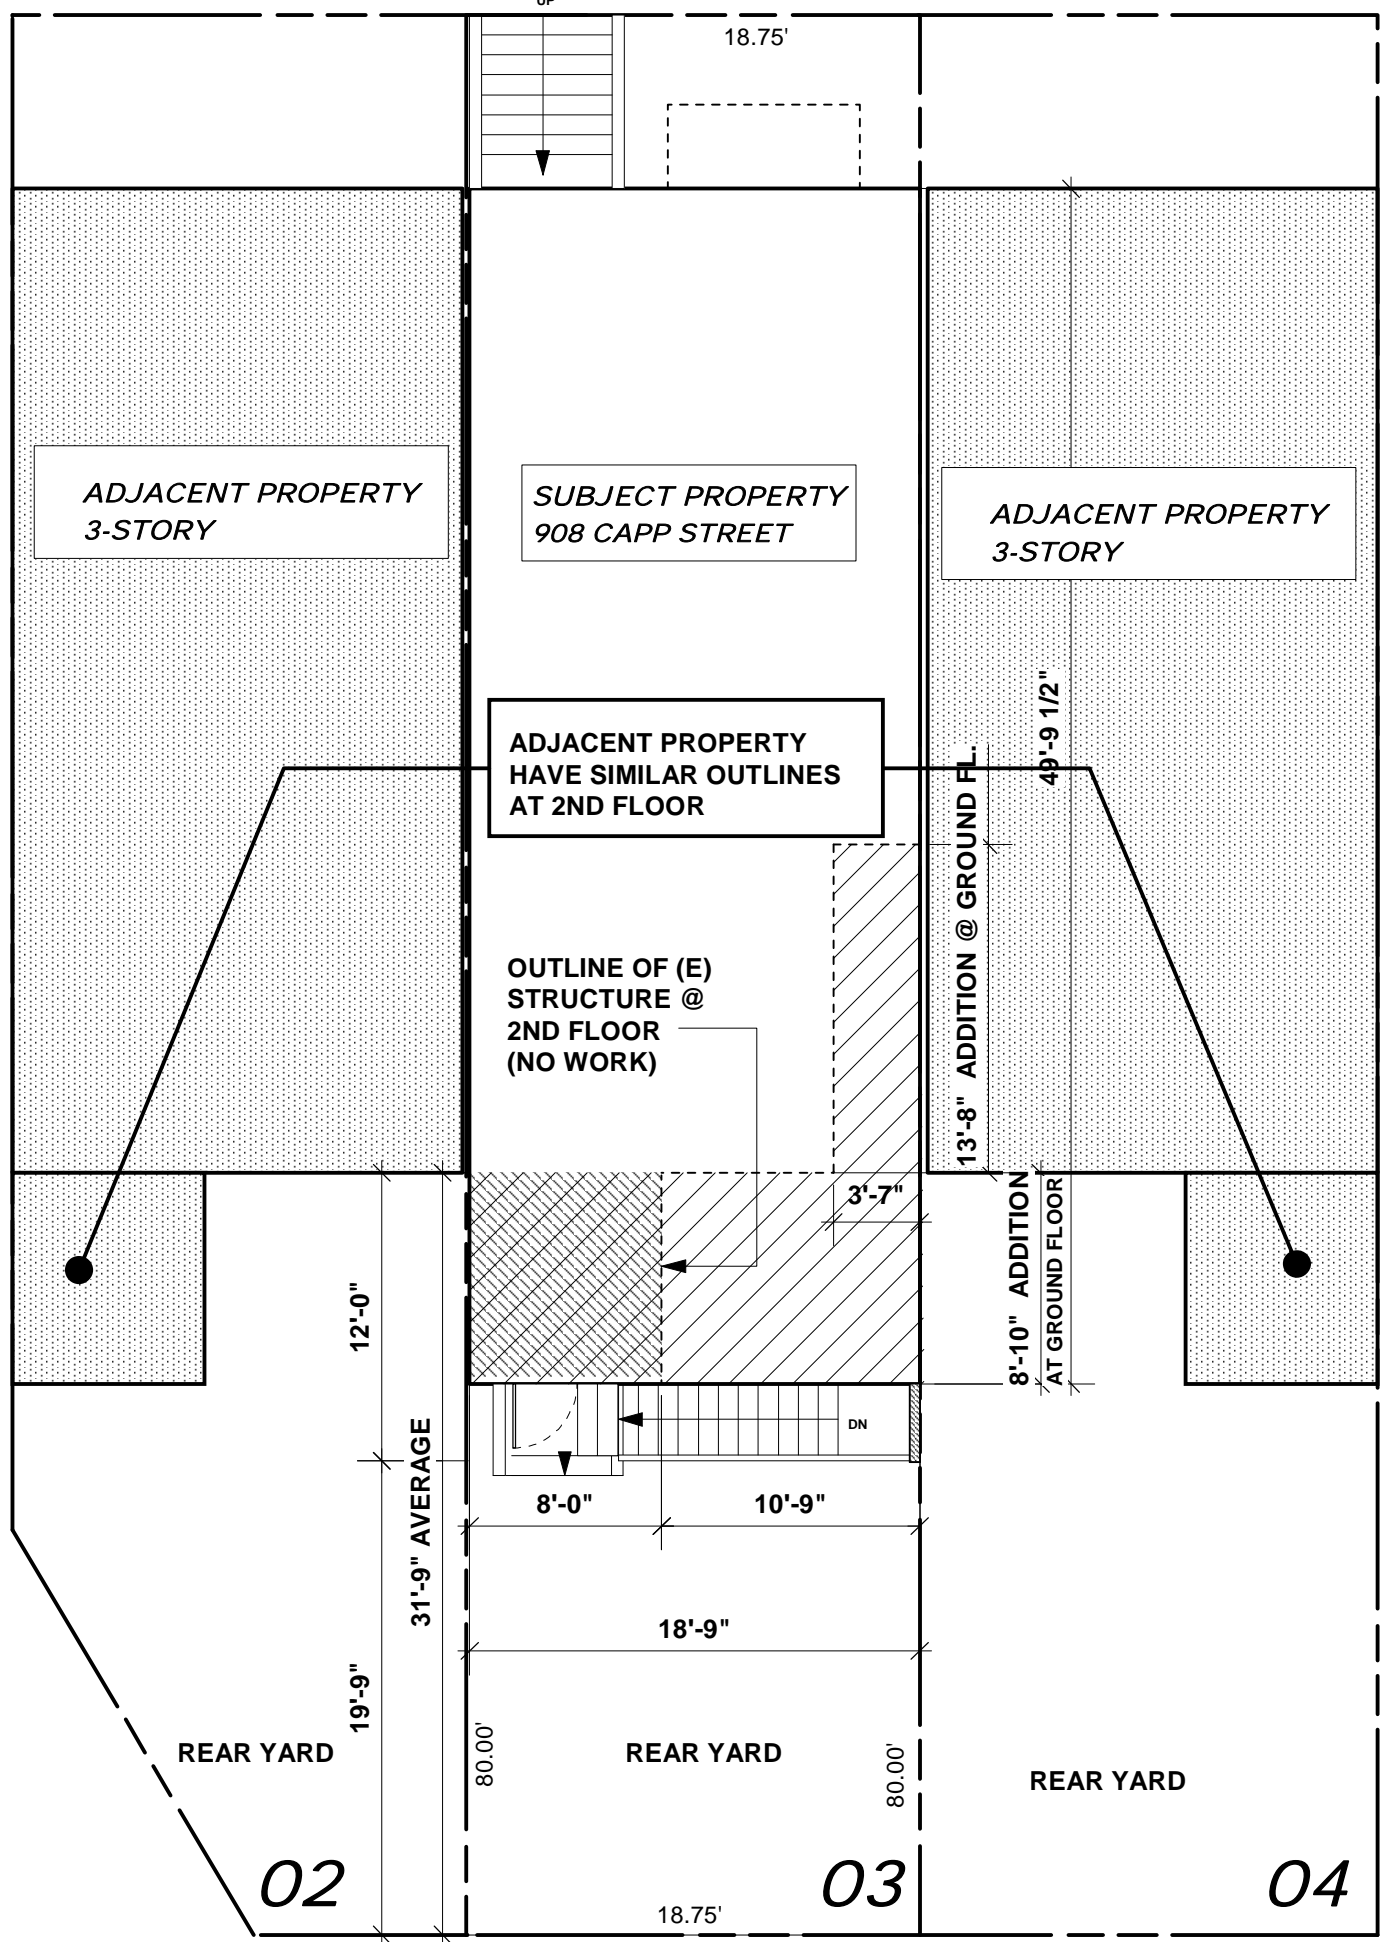 UP
18.75'
ADJACENT PROPERTY
3-STORY
SUBJECT PROPERTY
908 CAPP STREET
ADJACENT PROPERTY
3-STORY
49'-9 1/2"
ADJACENT PROPERTY
HAVE SIMILAR OUTLINES
AT 2ND FLOOR
13'-8" ADDITION @ GROUND FL.
OUTLINE OF (E)
STRUCTURE @
2ND FLOOR
(NO WORK)
3'-7"
8'-10" ADDITION
AT GROUND FLOOR
12'-0"
DN
31'-9" AVERAGE
8'-0"
10'-9"
18'-9"
19'-9"
REAR YARD
80.00'
REAR YARD
80.00'
REAR YARD
02
03
04
18.75'